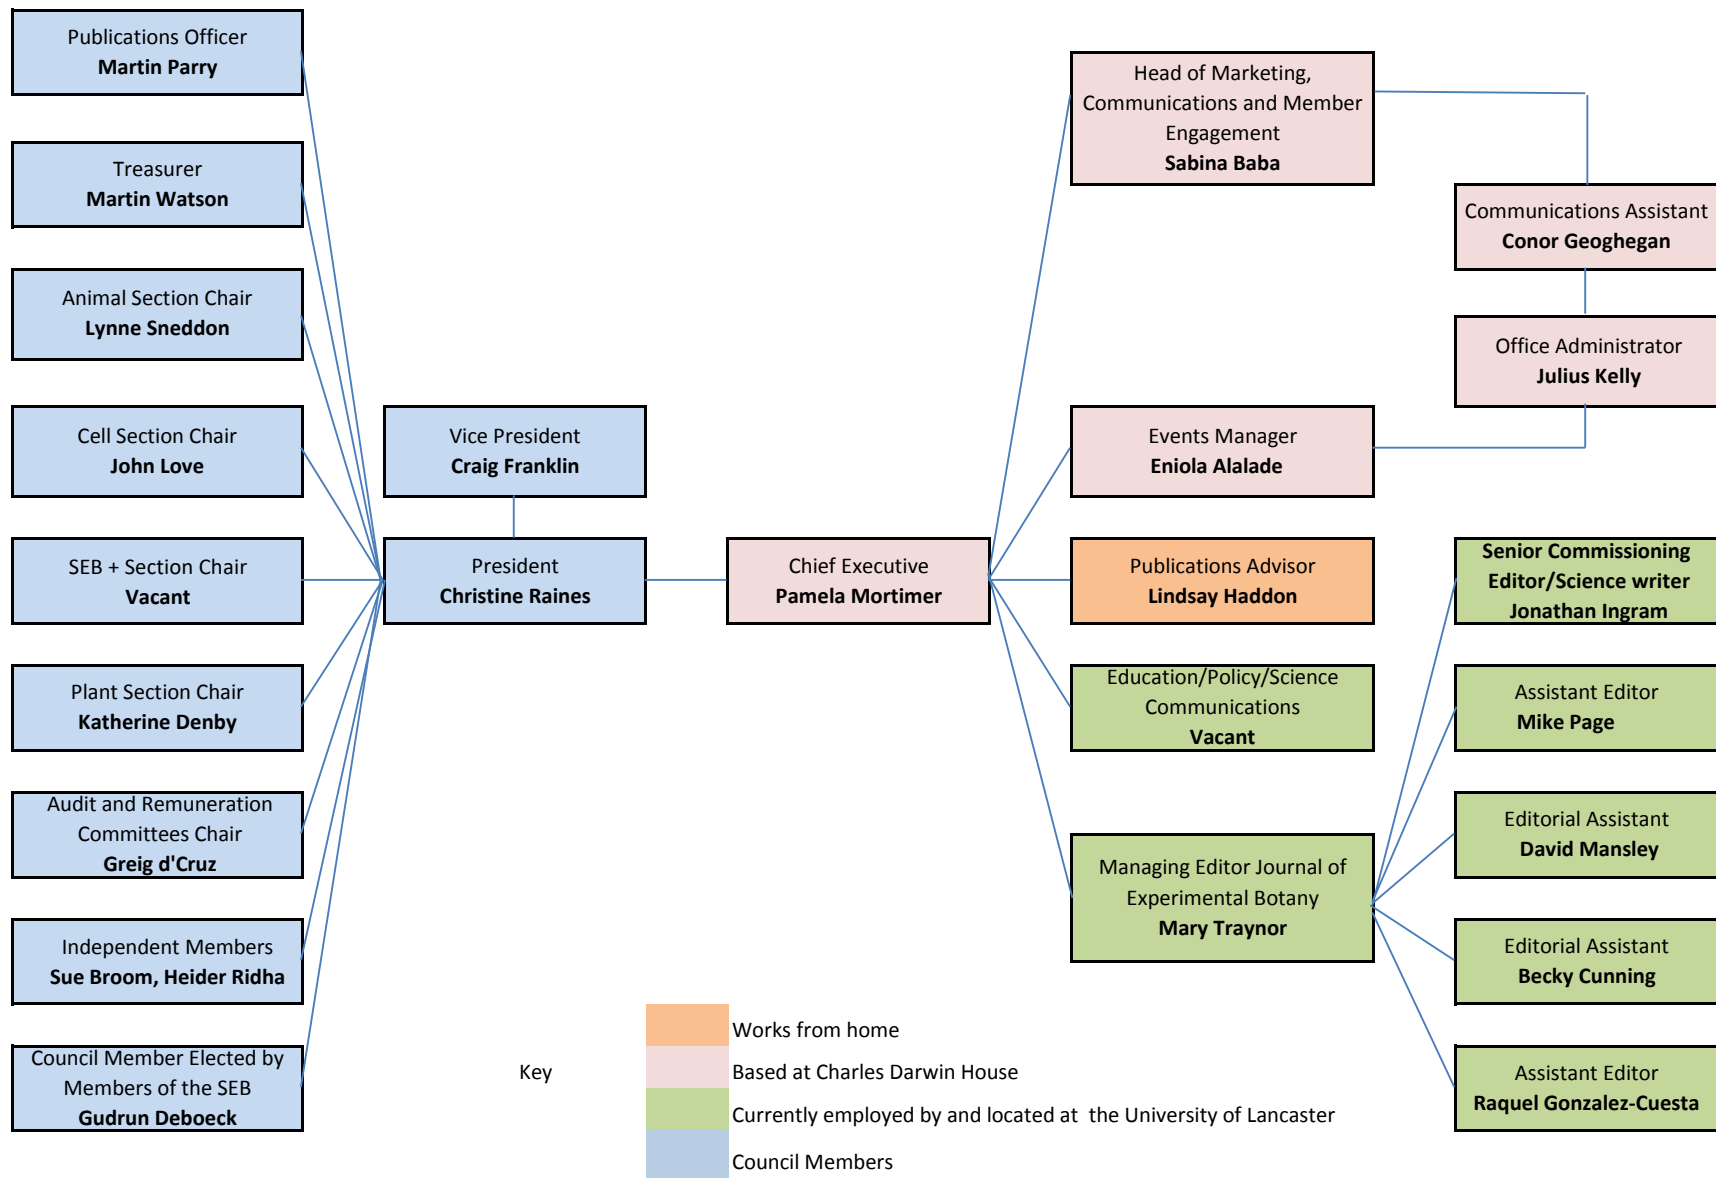 Publications Officer
Martin Parry
Treasurer
Martin Watson
Animal Section Chair
Lynne Sneddon
Cell Section Chair
John Love
SEB + Section Chair
Vacant
Plant Section Chair
Katherine Denby
Audit and Remuneration
Committees Chair
Greig d'Cruz
Independent Members
Sue Broom, Heider Ridha
Council Member Elected by
Members of the SEB
Gudrun Deboeck
Vice President
Craig Franklin
President
Christine Raines
Chief Executive
Pamela Mortimer
Head of Marketing,
Communications and Member
Engagement
Sabina Baba
Events Manager
Eniola Alalade
Publications Advisor
Lindsay Haddon
Education/Policy/Science
Communications
Vacant
Managing Editor Journal of
Experimental Botany
Mary Traynor
Communications Assistant
Conor Geoghegan
Office Administrator
Julius Kelly
Senior Commissioning
Editor/Science writer
Jonathan Ingram
Assistant Editor
Mike Page
Editorial Assistant
David Mansley
Editorial Assistant
Becky Cunning
Assistant Editor
Raquel Gonzalez-Cuesta
Key
Works from home
Based at Charles Darwin House
Currently employed by and located at  the University of Lancaster
Council Members